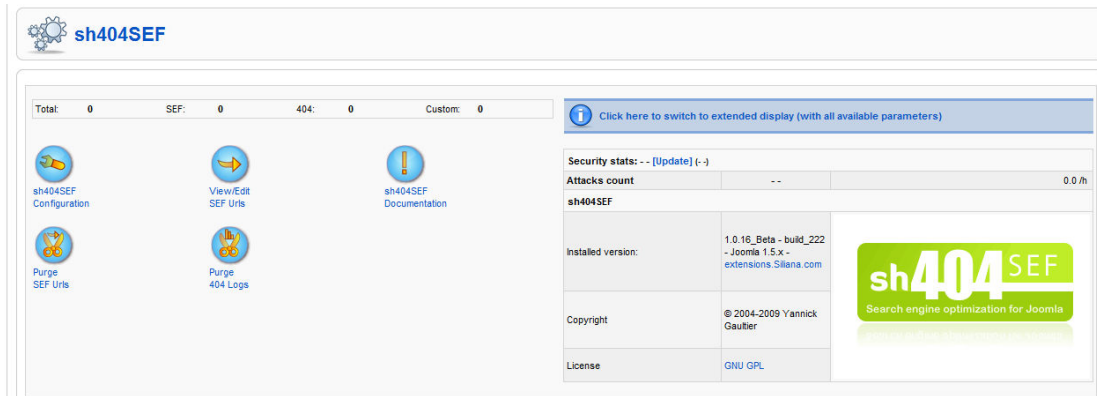 sh404SEF
Total: 0 SEF: 0 404: 0 Custom: 0
sh404SEF
Configuration
View/Edit
SEF Urls
sh404SEF
Documentation
Purge
SEF Urls
Purge
404 Logs
Click here to switch to extended display (with all available parameters)
Security stats: - - [Update] (- -)
Attacks count - - 0.0 /h
sh404SEF
Installed version:
1.0.16_Beta - build_222
- Joomla 1.5.x -
extensions.Siliana.com
Copyright
© 2004-2009 Yannick
Gaultier
License GNU GPL
sh404SEF
Search engine optimization for Joomla